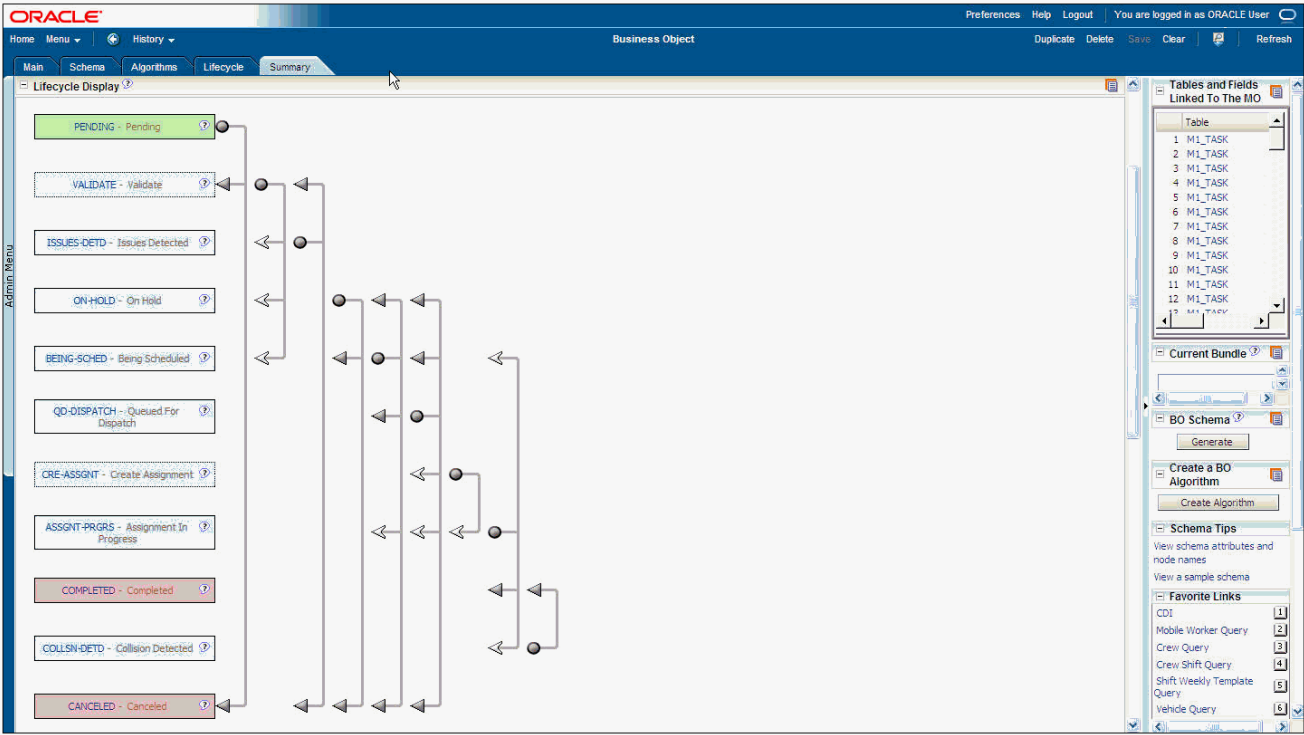 ORACLE
Preferences Help Logout You are logged in as ORACLE User
Home Menu History Business Object Duplicate Delete Save Clear Refresh
Main Schema Algorithms Lifecycle Summary
Admin Menu
Lifecycle Display
PENDING - Pending
VALIDATE - Validate
ISSUES-DETD - Issues Detected
ON-HOLD - On Hold
BEING-SCHED - Being Scheduled
QD-DISPATCH - Queued For
Dispatch
CRE-ASSGNT - Create Assignment
ASSGNT-PRGRS - Assignment In
Progress
COMPLETED - Completed
COLLSN-DETD - Collision Detected
CANCELED - Canceled
Tables and Fields
Linked To The MO
Table
1 M1_TASK
2 M1_TASK
3 M1_TASK
4 M1_TASK
5 M1_TASK
6 M1_TASK
7 M1_TASK
8 M1_TASK
9 M1_TASK
10 M1_TASK
11 M1_TASK
12 M1_TASK
13 M1_TASK
Current Bundle
BO Schema
Generate
Create a BO
Algorithm
Create Algorithm
Schema Tips
View schema attributes and
node names
View a sample schema
Favorite Links
CDI 1
Mobile Worker Query 2
Crew Query 3
Crew Shift Query 4
Shift Weekly Template
Query 5
Vehicle Query 6